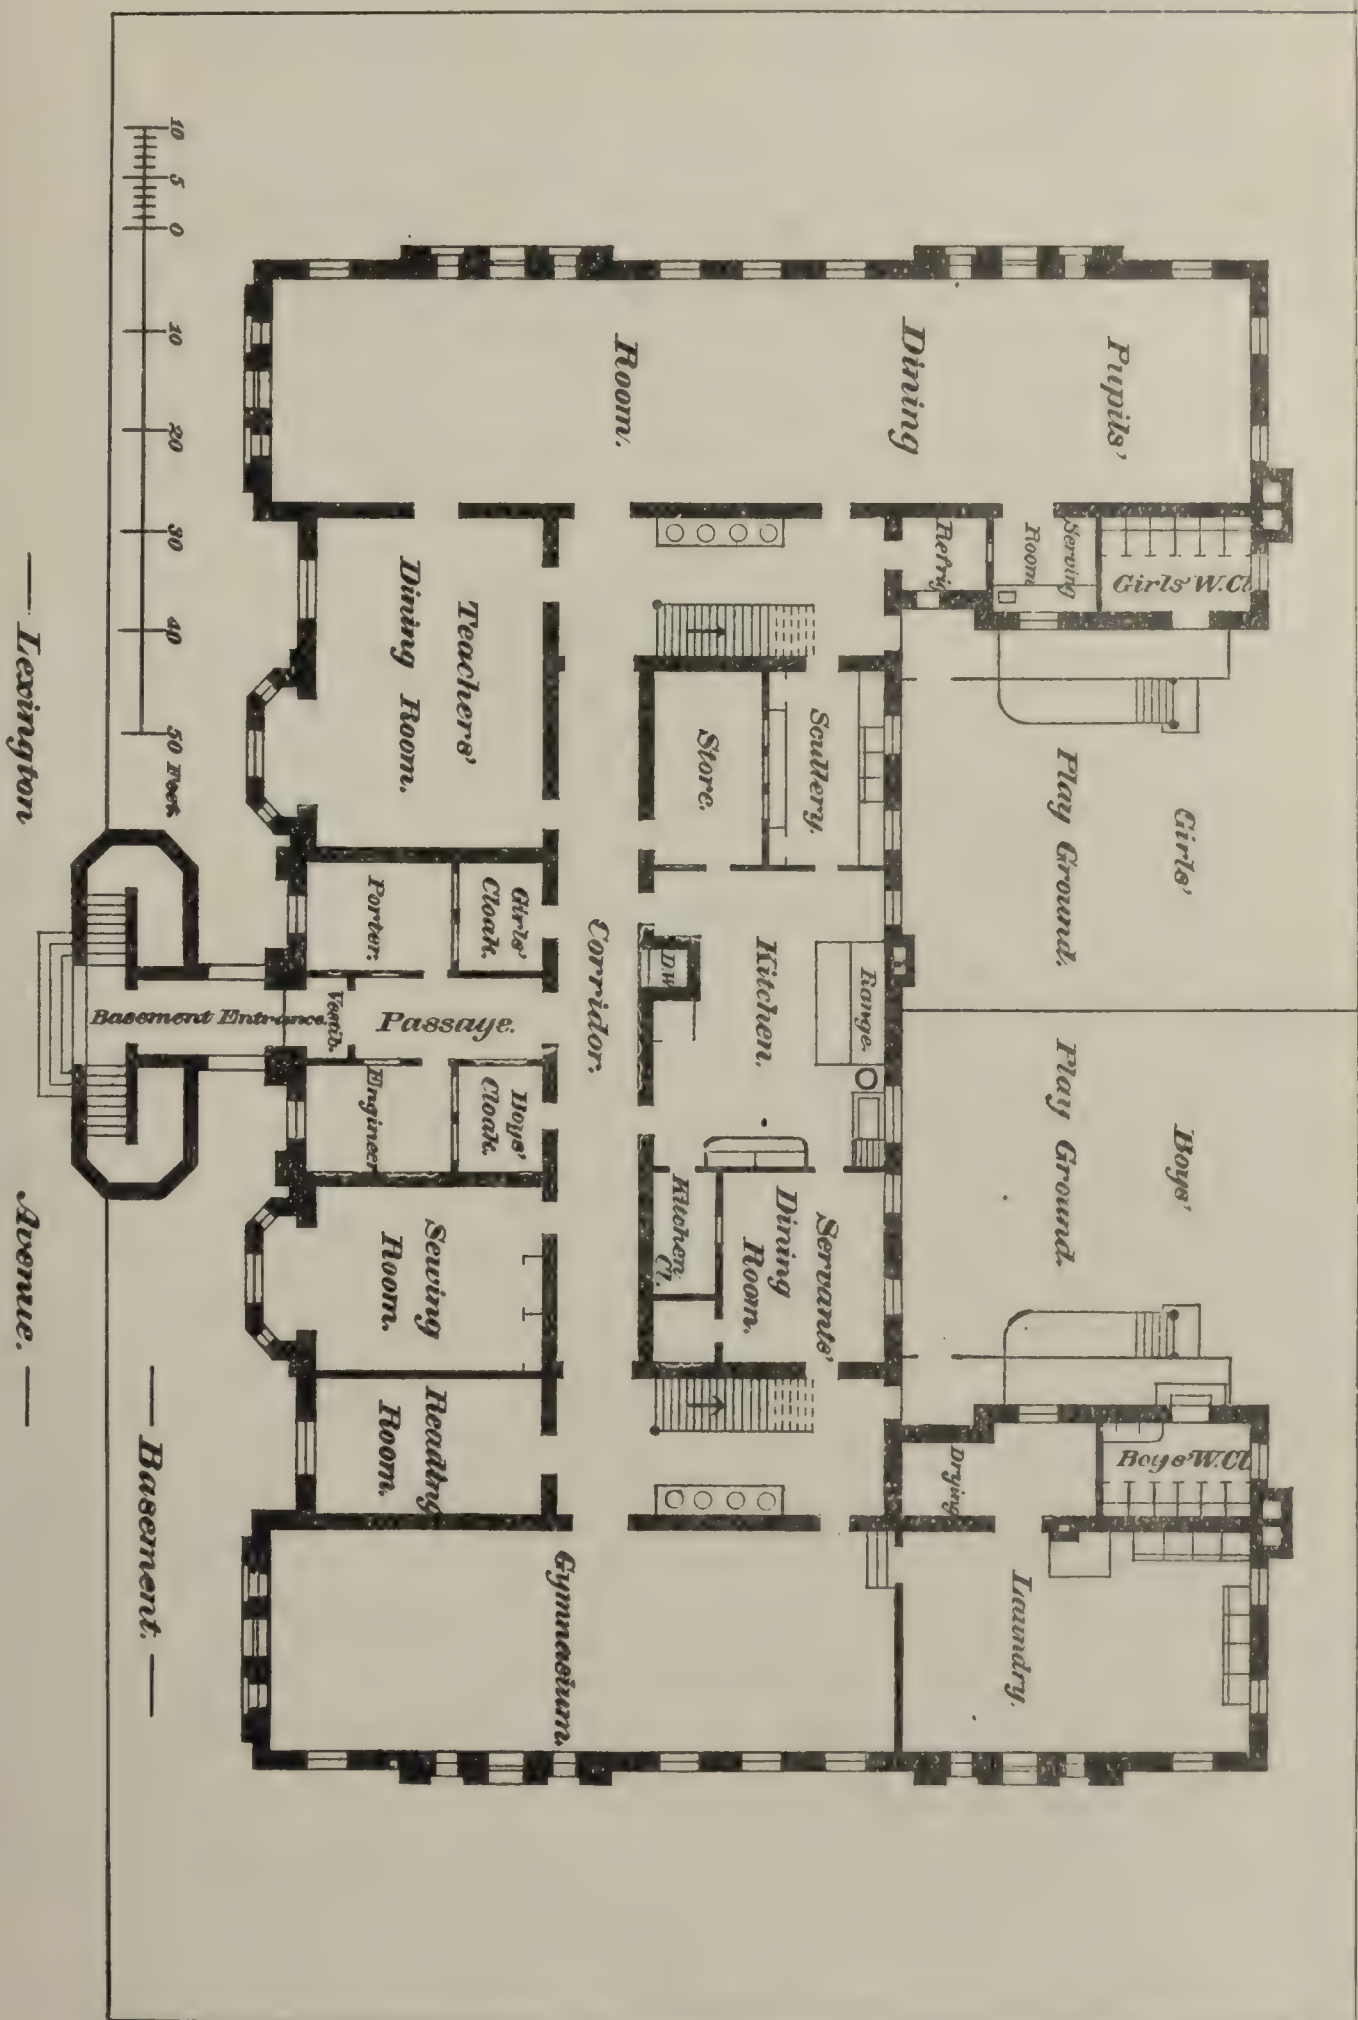 Pupils'
Dining
Room.
Girls' W.Cl
Serving
Room
Refrig
Girls'
Play Ground.
Boys'
Play Ground.
Boys' W.Cl
Drying
Laundry.
Scullery.
Store.
Kitchen.
Range.
D.W.
Servants'
Dining
Room.
Kitchen
Cl.
Corridor.
Teachers'
Dining Room.
Girls'
Cloak.
Porter.
Passage.
Vestib.
Basement Entrance.
Boys'
Cloak.
Engineer
Sewing
Room.
Reading
Room.
Gymnasium.
10 5 0 10 20 30 40 50 Feet
— Basement. —
— Lexington Avenue. —